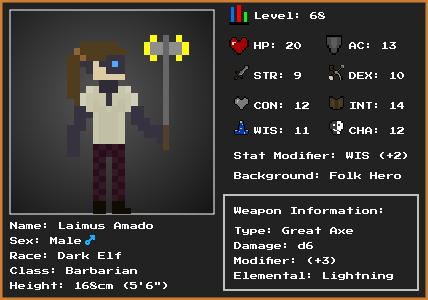 Level: 68
HP: 20 AC: 13
STR: 9 DEX: 10
CON: 12 INT: 14
WIS: 11 CHA: 12
Stat Modifier: WIS (+2)
Background: Folk Hero
Name: Laimus Amado
Sex: Male♂
Race: Dark Elf
Class: Barbarian
Height: 168cm (5'6")
Weapon Information:
Type: Great Axe
Damage: d6
Modifier: (+3)
Elemental: Lightning